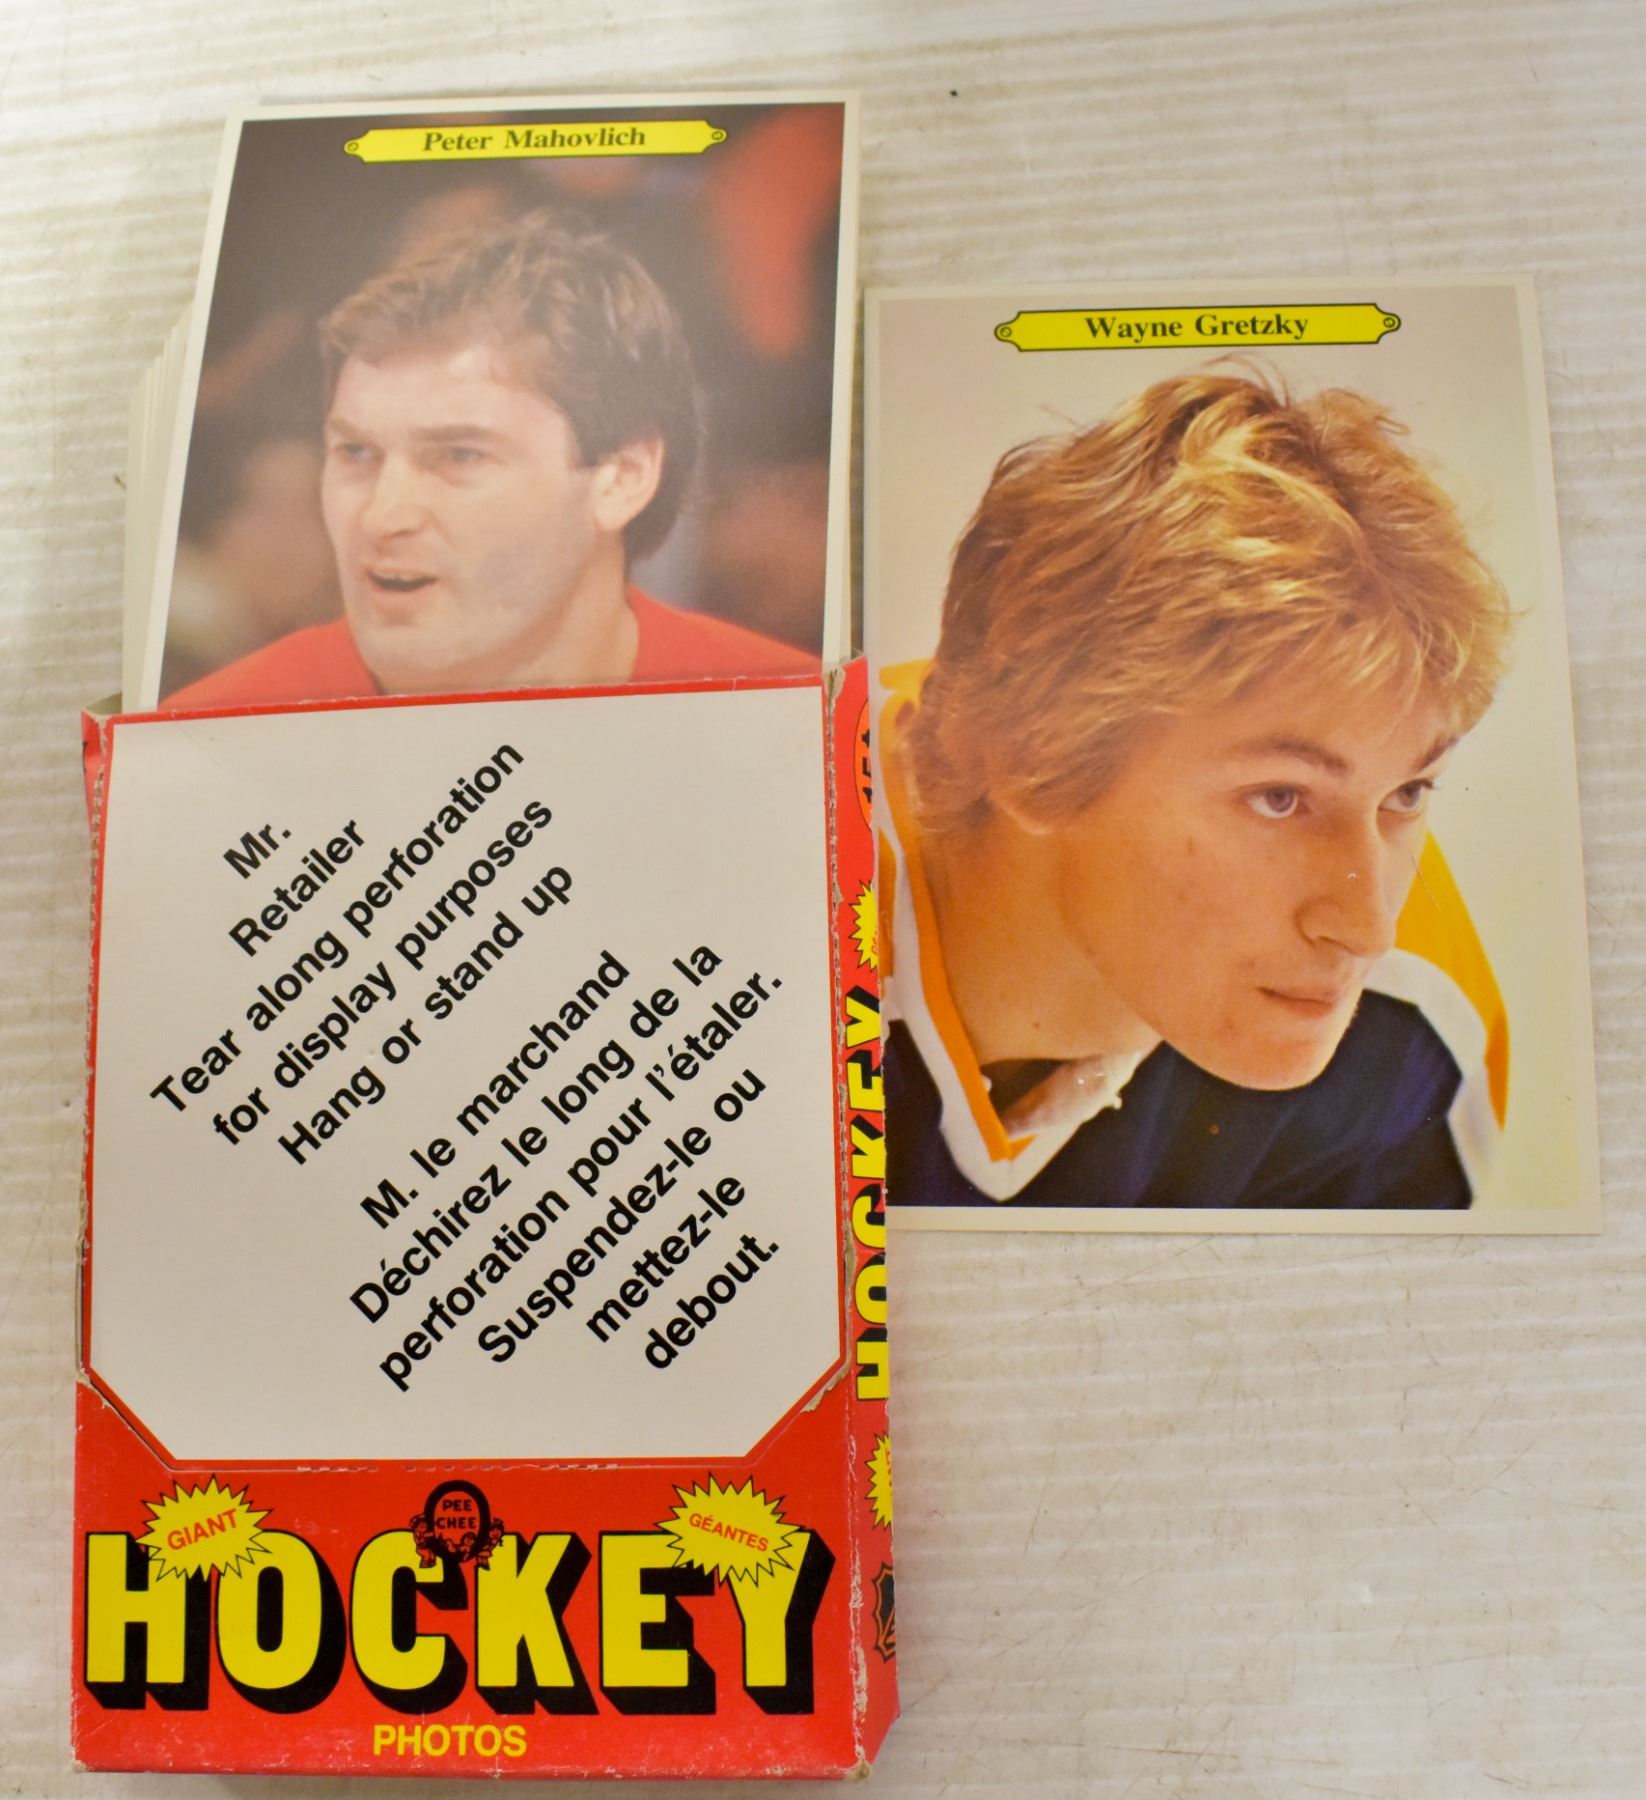 Peter Mahovlich
Wayne Gretzky
Mr.
Retailer
Tear along perforation
for display purposes
Hang or stand up
M. le marchand
Déchirez le long de la
perforation pour l'étaler.
Suspendez-le ou
mettez-le
debout.
GIANT
PEE
CHEE
GÉANTES
HOCKEY
PHOTOS
HOCKEY